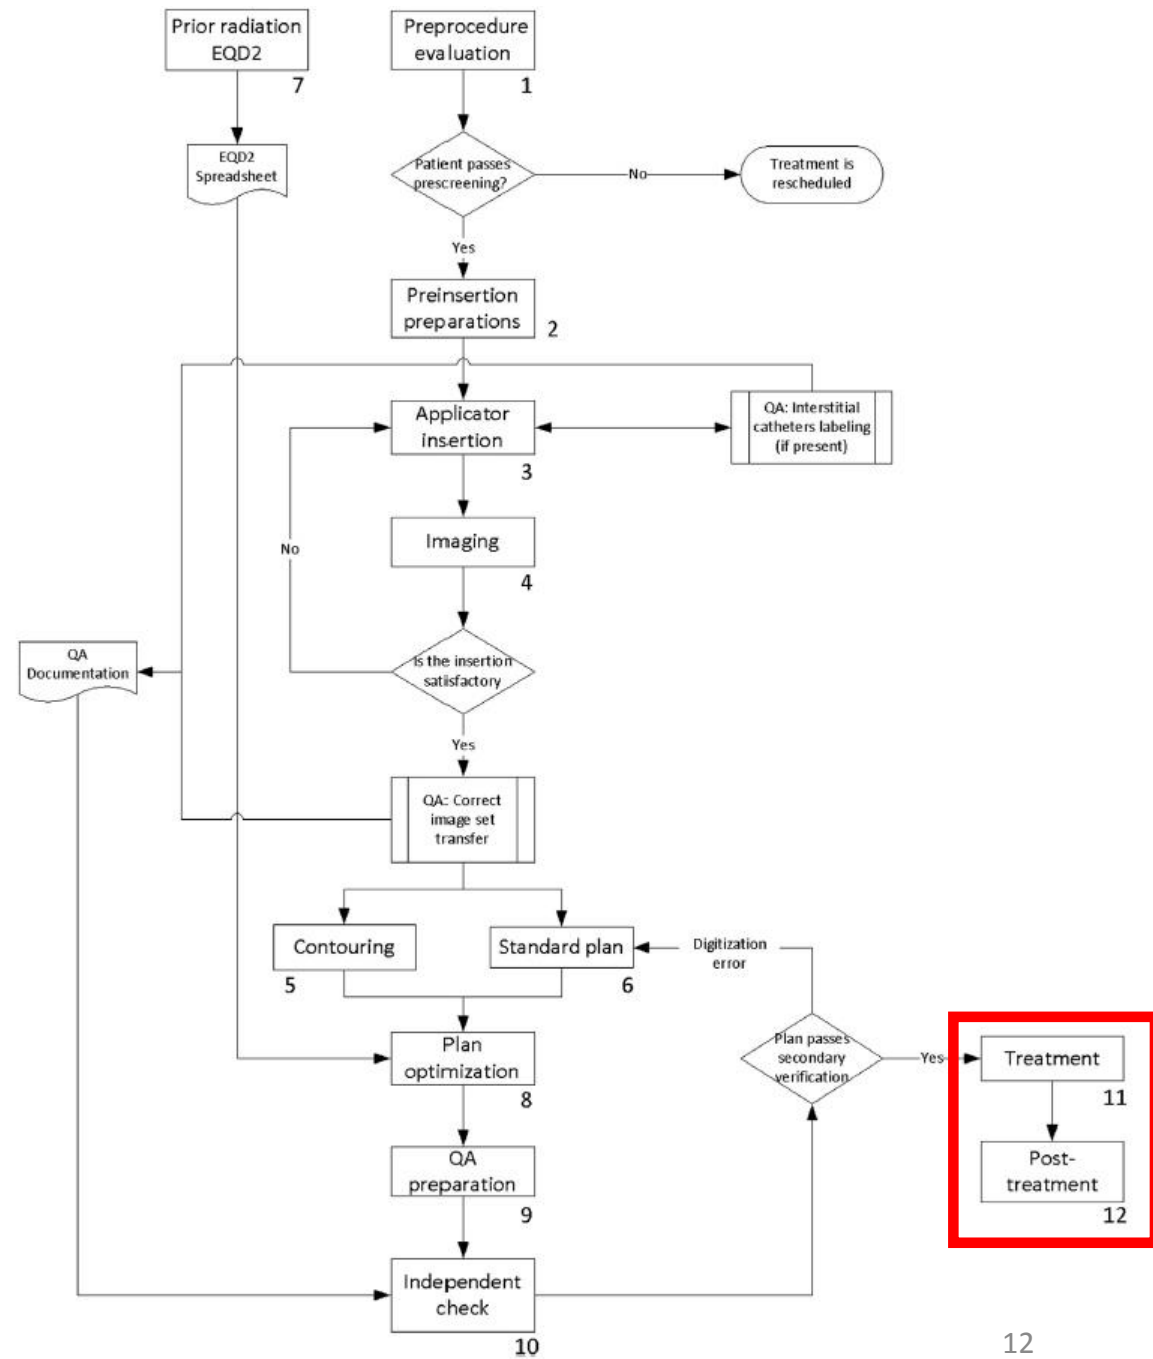 Prior radiation
EQD2
7
Preprocedure
evaluation
1
EQD2
Spreadsheet
Patient passes
prescreening?
No
Treatment is
rescheduled
Yes
Preinsertion
preparations
2
Applicator
insertion
3
QA: Interstitial
catheters labeling
(if present)
No
Imaging
4
QA
Documentation
Is the insertion
satisfactory
Yes
QA: Correct
image set
transfer
Contouring
5
Standard plan
6
Digitization
error
Plan
optimization
8
Plan passes
secondary
verification
Yes
Treatment
11
Post-
treatment
12
QA
preparation
9
Independent
check
10
12